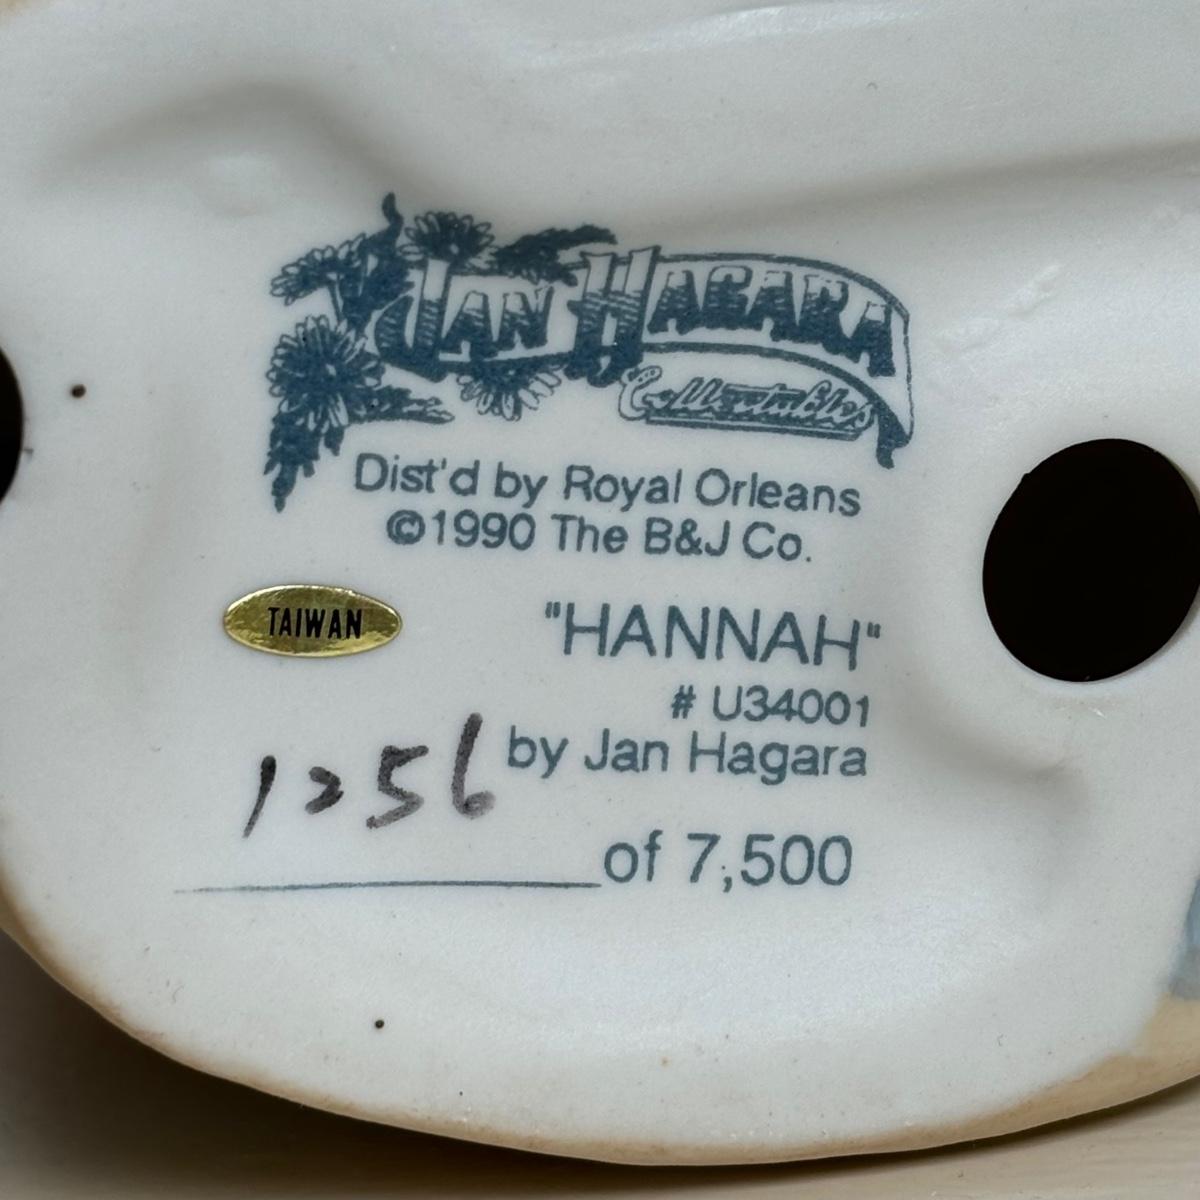 JAN HAGARA
Collectables
Dist'd by Royal Orleans
©1990 The B&J Co.
TAIWAN
"HANNAH"
# U34001
by Jan Hagara
1256
of 7,500